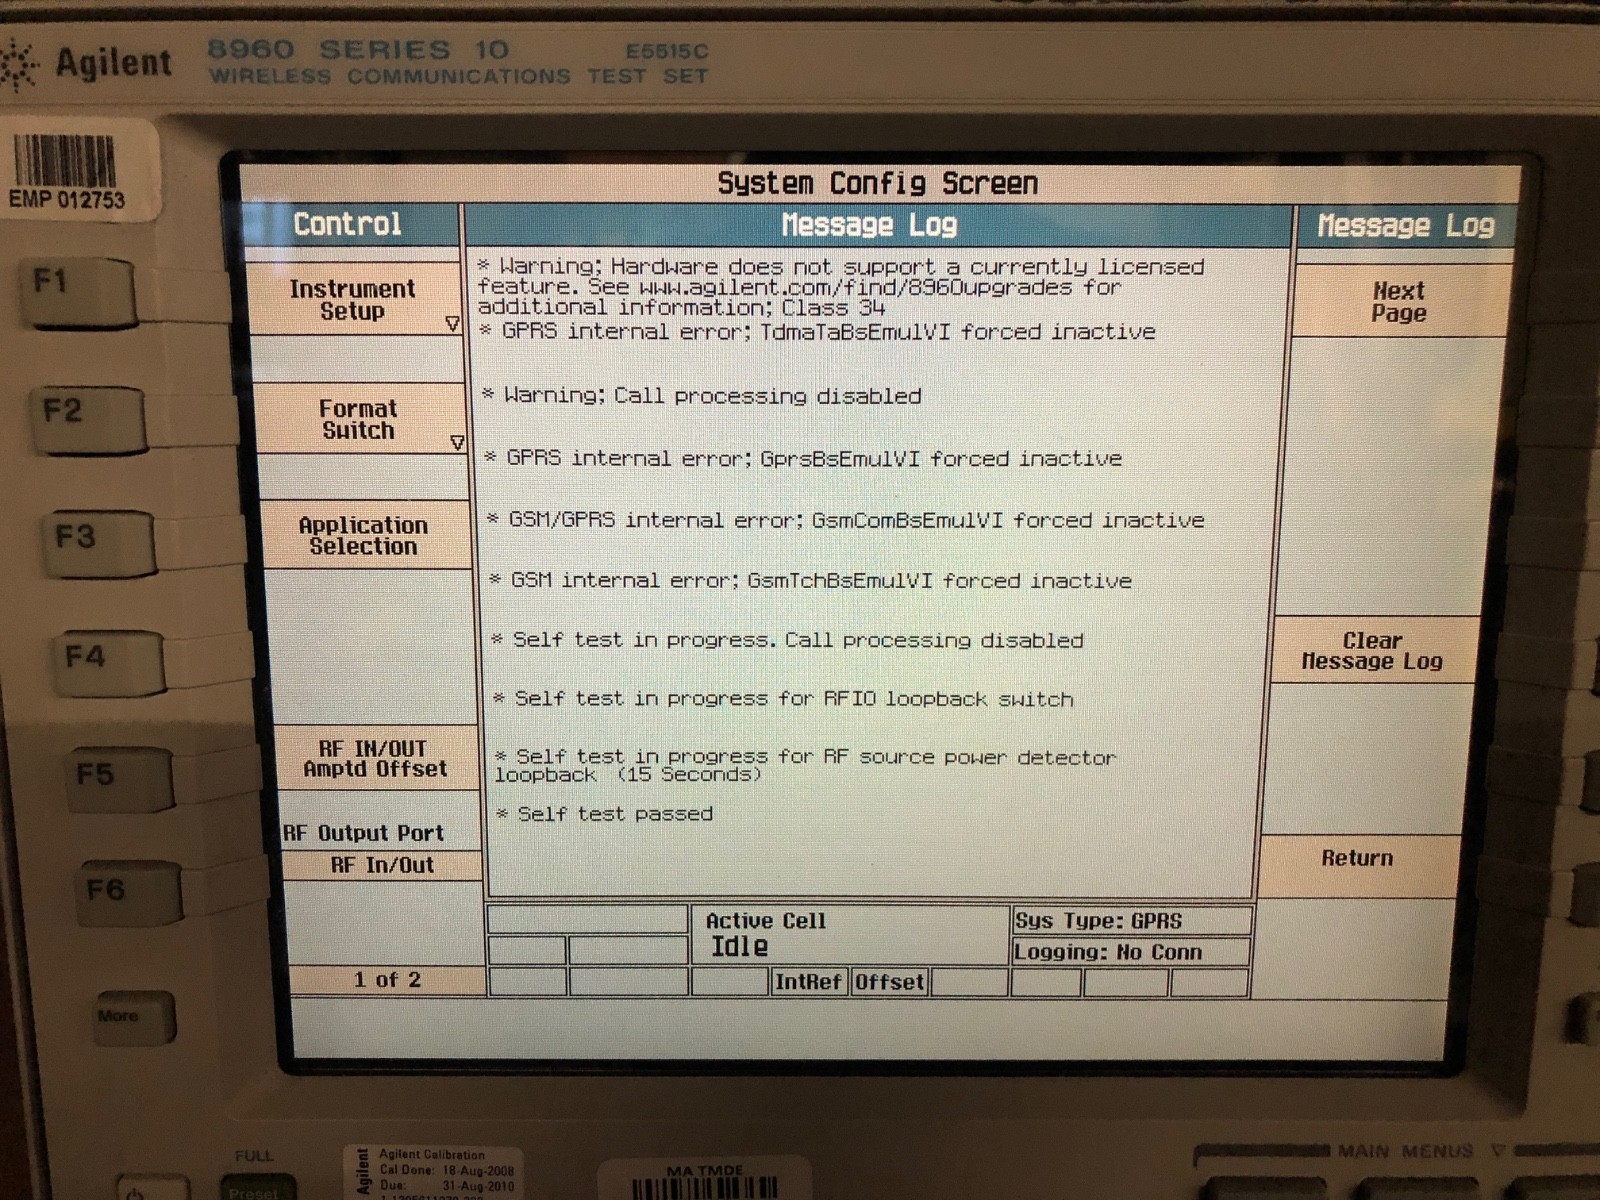 Agilent
8960 SERIES 10 E5515C
WIRELESS COMMUNICATIONS TEST SET
EMP 012753
System Config Screen
Control
Message Log
Message Log
F1
Instrument
Setup
F2
Format
Switch
F3
Application
Selection
F4
F5
RF IN/OUT
Amptd Offset
RF Output Port
RF In/Out
F6
1 of 2
More
* Warning; Hardware does not support a currently licensed
feature. See www.agilent.com/find/8960upgrades for
additional information; Class 34
* GPRS internal error; TdmaTaBsEmulVI forced inactive
* Warning; Call processing disabled
* GPRS internal error; GprsBsEmulVI forced inactive
* GSM/GPRS internal error; GsmComBsEmulVI forced inactive
* GSM internal error; GsmTchBsEmulVI forced inactive
* Self test in progress. Call processing disabled
* Self test in progress for RFIO loopback switch
* Self test in progress for RF source power detector
loopback (15 Seconds)
* Self test passed
Active Cell
Idle
Sys Type: GPRS
Logging: No Conn
IntRef
Offset
Next
Page
Clear
Message Log
Return
FULL
Preset
Agilent
Agilent Calibration
Cal Done: 18-Aug-2008
Due: 31-Aug-2010
MA TMDE
MAIN MENUS